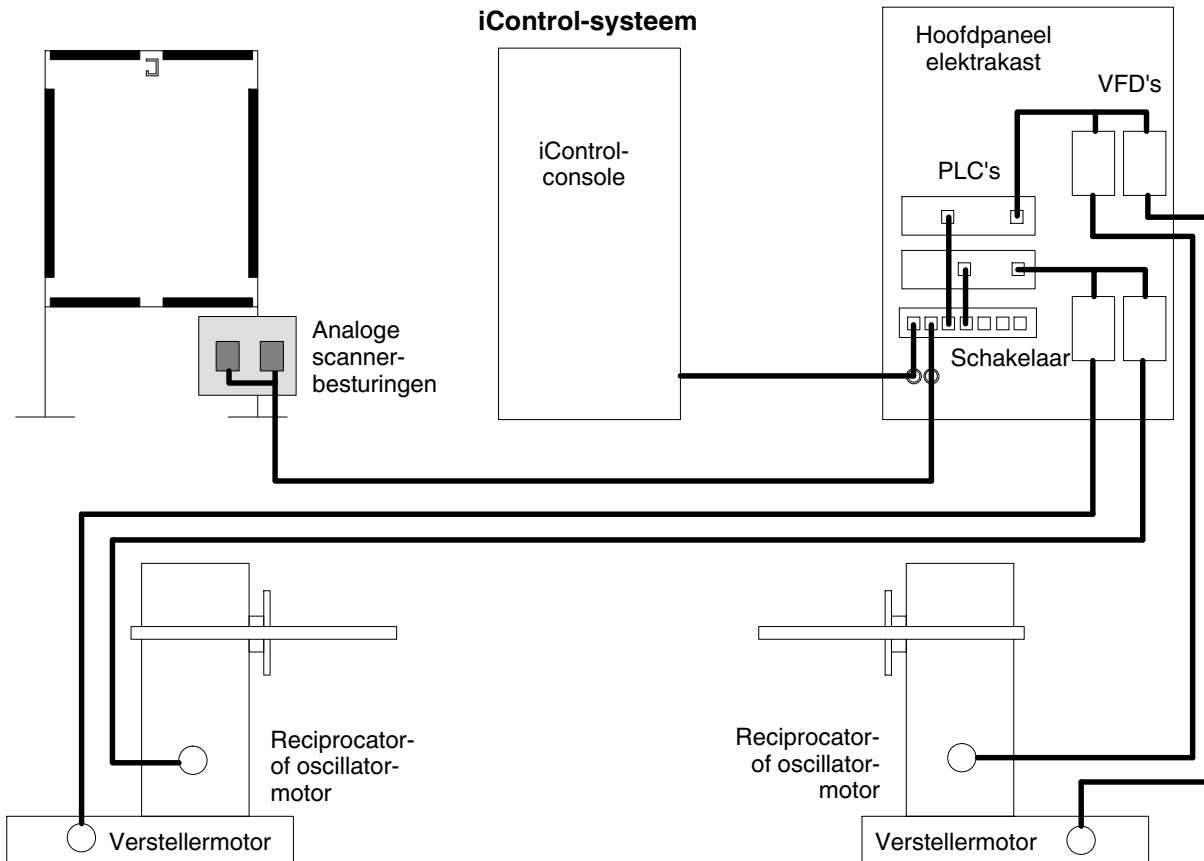 iControl-systeem
Hoofdpaneel
elektrakast
VFD's
iControl-
console
PLC's
Analoge
scanner-
besturingen
Schakelaar
Reciprocator-
of oscillator-
motor
Reciprocator-
of oscillator-
motor
Verstellermotor
Verstellermotor